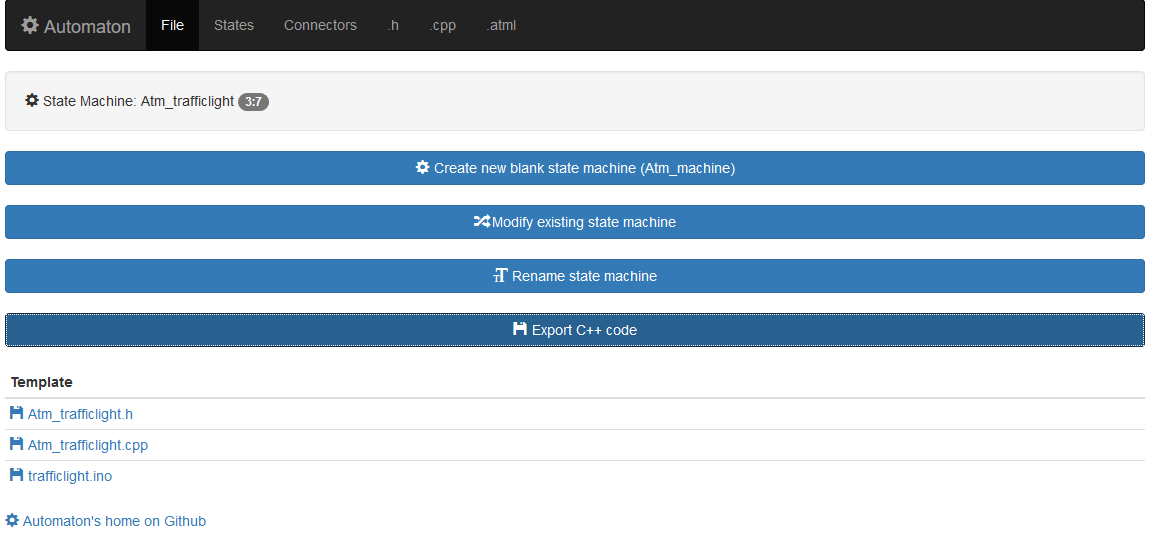 Automaton File States Connectors .h .cpp .atml
State Machine: Atm_trafficlight 3:7
Create new blank state machine (Atm_machine)
Modify existing state machine
Rename state machine
Export C++ code
Template
Atm_trafficlight.h
Atm_trafficlight.cpp
trafficlight.ino
Automaton's home on Github